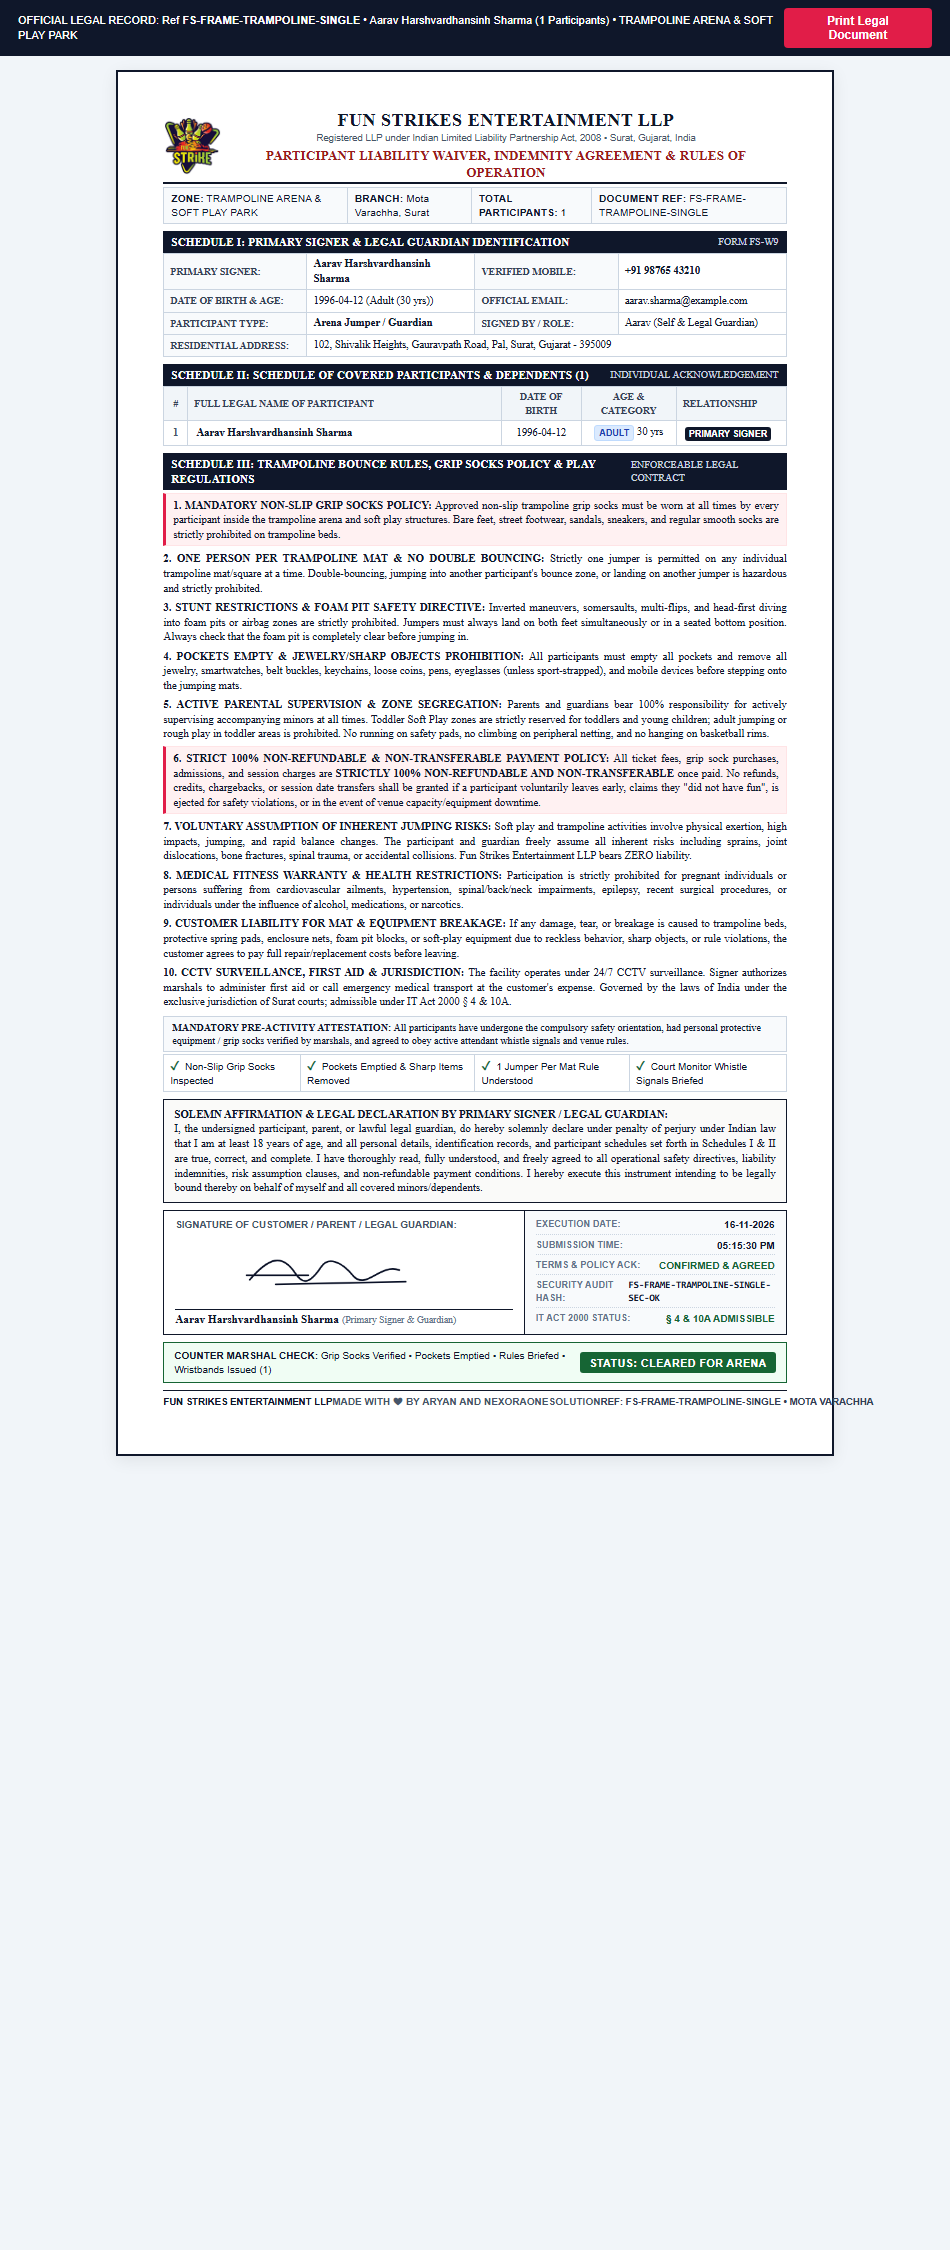 OFFICIAL LEGAL RECORD: Ref FS-FRAME-TRAMPOLINE-SINGLE • Aarav Harshvardhansinh Sharma (1 Participants) • TRAMPOLINE ARENA & SOFT
PLAY PARK
Print Legal
Document
STRIKE
FUN STRIKES ENTERTAINMENT LLP
Registered LLP under Indian Limited Liability Partnership Act, 2008 • Surat, Gujarat, India
PARTICIPANT LIABILITY WAIVER, INDEMNITY AGREEMENT & RULES OF
OPERATION
ZONE: TRAMPOLINE ARENA &
SOFT PLAY PARK
BRANCH: Mota
Varachha, Surat
TOTAL
PARTICIPANTS: 1
DOCUMENT REF: FS-FRAME-
TRAMPOLINE-SINGLE
SCHEDULE I: PRIMARY SIGNER & LEGAL GUARDIAN IDENTIFICATION FORM FS-W9
PRIMARY SIGNER: Aarav Harshvardhansinh
Sharma
VERIFIED MOBILE: +91 98765 43210
DATE OF BIRTH & AGE: 1996-04-12 (Adult (30 yrs)) OFFICIAL EMAIL: aarav.sharma@example.com
PARTICIPANT TYPE: Arena Jumper / Guardian SIGNED BY / ROLE: Aarav (Self & Legal Guardian)
RESIDENTIAL ADDRESS: 102, Shivalik Heights, Gauravpath Road, Pal, Surat, Gujarat - 395009
SCHEDULE II: SCHEDULE OF COVERED PARTICIPANTS & DEPENDENTS (1) INDIVIDUAL ACKNOWLEDGEMENT
# FULL LEGAL NAME OF PARTICIPANT
DATE OF
BIRTH
AGE &
CATEGORY
RELATIONSHIP
1 Aarav Harshvardhansinh Sharma 1996-04-12 ADULT 30 yrs PRIMARY SIGNER
SCHEDULE III: TRAMPOLINE BOUNCE RULES, GRIP SOCKS POLICY & PLAY
REGULATIONS
ENFORCEABLE LEGAL
CONTRACT
1. MANDATORY NON-SLIP GRIP SOCKS POLICY: Approved non-slip trampoline grip socks must be worn at all times by every
participant inside the trampoline arena and soft play structures. Bare feet, street footwear, sandals, sneakers, and regular smooth socks are
strictly prohibited on trampoline beds.
2. ONE PERSON PER TRAMPOLINE MAT & NO DOUBLE BOUNCING: Strictly one jumper is permitted on any individual
trampoline mat/square at a time. Double-bouncing, jumping into another participant's bounce zone, or landing on another jumper is hazardous
and strictly prohibited.
3. STUNT RESTRICTIONS & FOAM PIT SAFETY DIRECTIVE: Inverted maneuvers, somersaults, multi-flips, and head-first diving
into foam pits or airbag zones are strictly prohibited. Jumpers must always land on both feet simultaneously or in a seated bottom position.
Always check that the foam pit is completely clear before jumping in.
4. POCKETS EMPTY & JEWELRY/SHARP OBJECTS PROHIBITION: All participants must empty all pockets and remove all
jewelry, smartwatches, belt buckles, keychains, loose coins, pens, eyeglasses (unless sport-strapped), and mobile devices before stepping onto
the jumping mats.
5. ACTIVE PARENTAL SUPERVISION & ZONE SEGREGATION: Parents and guardians bear 100% responsibility for actively
supervising accompanying minors at all times. Toddler Soft Play zones are strictly reserved for toddlers and young children; adult jumping or
rough play in toddler areas is prohibited. No running on safety pads, no climbing on peripheral netting, and no hanging on basketball rims.
6. STRICT 100% NON-REFUNDABLE & NON-TRANSFERABLE PAYMENT POLICY: All ticket fees, grip sock purchases,
admissions, and session charges are STRICTLY 100% NON-REFUNDABLE AND NON-TRANSFERABLE once paid. No refunds,
credits, chargebacks, or session date transfers shall be granted if a participant voluntarily leaves early, claims they "did not have fun", is
ejected for safety violations, or in the event of venue capacity/equipment downtime.
7. VOLUNTARY ASSUMPTION OF INHERENT JUMPING RISKS: Soft play and trampoline activities involve physical exertion, high
impacts, jumping, and rapid balance changes. The participant and guardian freely assume all inherent risks including sprains, joint
dislocations, bone fractures, spinal trauma, or accidental collisions. Fun Strikes Entertainment LLP bears ZERO liability.
8. MEDICAL FITNESS WARRANTY & HEALTH RESTRICTIONS: Participation is strictly prohibited for pregnant individuals or
persons suffering from cardiovascular ailments, hypertension, spinal/back/neck impairments, epilepsy, recent surgical procedures, or
individuals under the influence of alcohol, medications, or narcotics.
9. CUSTOMER LIABILITY FOR MAT & EQUIPMENT BREAKAGE: If any damage, tear, or breakage is caused to trampoline beds,
protective spring pads, enclosure nets, foam pit blocks, or soft-play equipment due to reckless behavior, sharp objects, or rule violations, the
customer agrees to pay full repair/replacement costs before leaving.
10. CCTV SURVEILLANCE, FIRST AID & JURISDICTION: The facility operates under 24/7 CCTV surveillance. Signer authorizes
marshals to administer first aid or call emergency medical transport at the customer's expense. Governed by the laws of India under the
exclusive jurisdiction of Surat courts; admissible under IT Act 2000 § 4 & 10A.
MANDATORY PRE-ACTIVITY ATTESTATION: All participants have undergone the compulsory safety orientation, had personal protective
equipment / grip socks verified by marshals, and agreed to obey active attendant whistle signals and venue rules.
✓ Non-Slip Grip Socks
Inspected
✓ Pockets Emptied & Sharp Items
Removed
✓ 1 Jumper Per Mat Rule
Understood
✓ Court Monitor Whistle
Signals Briefed
SOLEMN AFFIRMATION & LEGAL DECLARATION BY PRIMARY SIGNER / LEGAL GUARDIAN:
I, the undersigned participant, parent, or lawful legal guardian, do hereby solemnly declare under penalty of perjury under Indian law
that I am at least 18 years of age, and all personal details, identification records, and participant schedules set forth in Schedules I & II
are true, correct, and complete. I have thoroughly read, fully understood, and freely agreed to all operational safety directives, liability
indemnities, risk assumption clauses, and non-refundable payment conditions. I hereby execute this instrument intending to be legally
bound thereby on behalf of myself and all covered minors/dependents.
SIGNATURE OF CUSTOMER / PARENT / LEGAL GUARDIAN:
Aarav Harshvardhansinh Sharma (Primary Signer & Guardian)
EXECUTION DATE: 16-11-2026
SUBMISSION TIME: 05:15:30 PM
TERMS & POLICY ACK: CONFIRMED & AGREED
SECURITY AUDIT
HASH:
FS-FRAME-TRAMPOLINE-SINGLE-
SEC-OK
IT ACT 2000 STATUS: § 4 & 10A ADMISSIBLE
COUNTER MARSHAL CHECK: Grip Socks Verified • Pockets Emptied • Rules Briefed •
Wristbands Issued (1)
STATUS: CLEARED FOR ARENA
FUN STRIKES ENTERTAINMENT LLPMADE WITH ❤ BY ARYAN AND NEXORAONESOLUTIONREF: FS-FRAME-TRAMPOLINE-SINGLE • MOTA VARACHHA